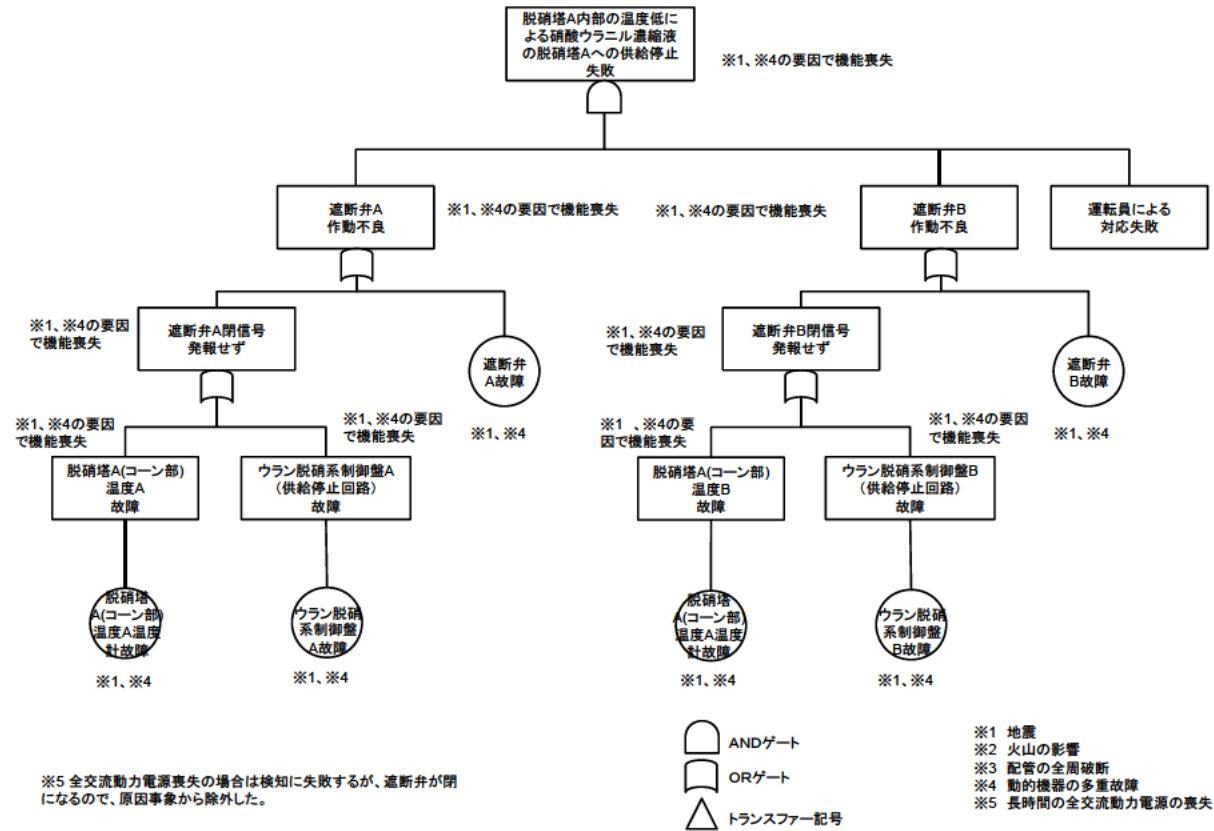 脱硝塔A内部の温度低に
よる硝酸ウラニル濃縮液
の脱硝塔Aへの供給停止
失敗
※1、※4の要因で機能喪失
遮断弁A
作動不良
※1、※4の要因で機能喪失
※1、※4の要因で機能喪失
遮断弁B
作動不良
運転員による
対応失敗
※1、※4の要因
で機能喪失
遮断弁A閉信号
発報せず
遮断弁
A故障
※1、※4
※1、※4の要因
で機能喪失
遮断弁B閉信号
発報せず
遮断弁
B故障
※1、※4
※1、※4の要因
で機能喪失
※1、※4の要因
で機能喪失
※1 、※4の要
因で機能喪失
※1、※4の要因
で機能喪失
脱硝塔A(コーン部)
温度A
故障
ウラン脱硝系制御盤A
（供給停止回路）
故障
脱硝塔A(コーン部)
温度B
故障
ウラン脱硝系制御盤B
（供給停止回路）
故障
脱硝塔
A(コーン部)
温度A温度
計故障
※1、※4
ウラン脱硝
系制御盤
A故障
※1、※4
脱硝塔
A(コーン部)
温度A温度
計故障
※1、※4
ウラン脱硝
系制御盤
B故障
※1、※4
※5 全交流動力電源喪失の場合は検知に失敗するが、遮断弁が閉
になるので、原因事象から除外した。
ANDゲート
ORゲート
トランスファー記号
※1 地震
※2 火山の影響
※3 配管の全周破断
※4 動的機器の多重故障
※5 長時間の全交流動力電源の喪失